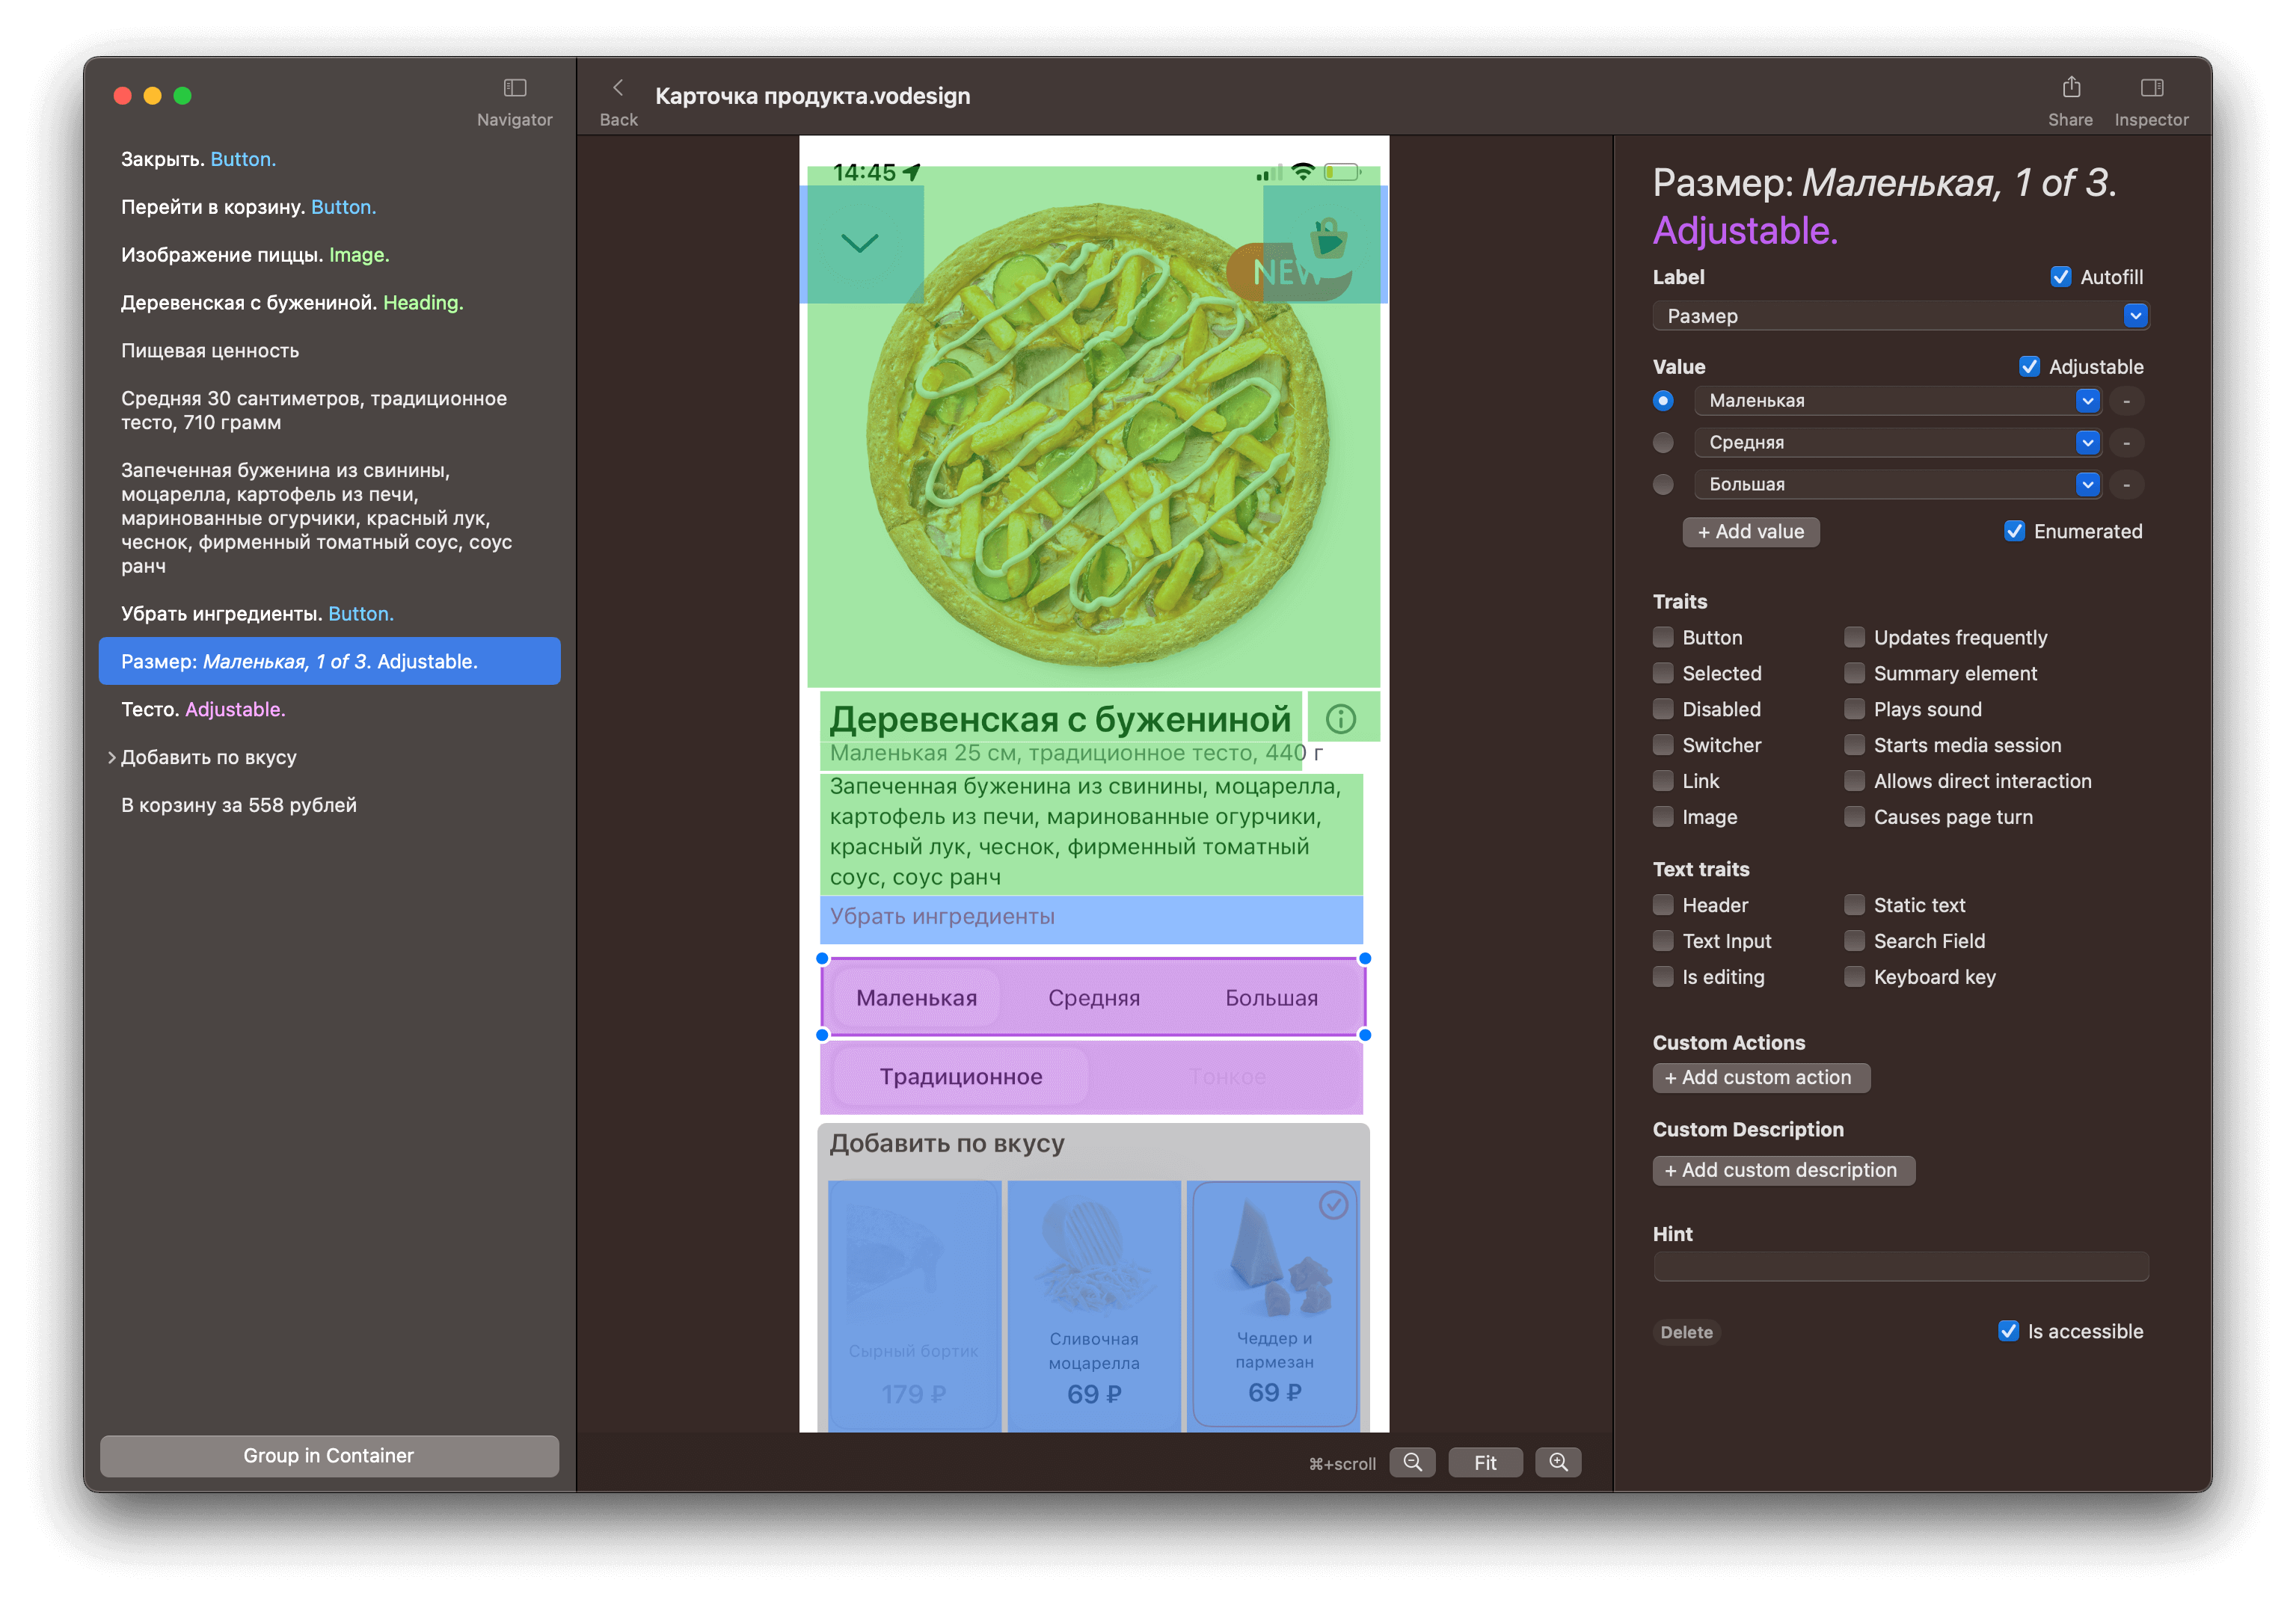 Navigator
Back
Карточка продукта.vodesign
Share
Inspector
Закрыть. Button.
Перейти в корзину. Button.
Изображение пиццы. Image.
Деревенская с бужениной. Heading.
Пищевая ценность
Средняя 30 сантиметров, традиционное
тесто, 710 грамм
Запеченная буженина из свинины,
моцарелла, картофель из печи,
маринованные огурчики, красный лук,
чеснок, фирменный томатный соус, соус
ранч
Убрать ингредиенты. Button.
Размер: Маленькая, 1 of 3. Adjustable.
Тесто. Adjustable.
Добавить по вкусу
В корзину за 558 рублей
Group in Container
14:45
NEW
Деревенская с бужениной
Маленькая 25 см, традиционное тесто, 440 г
Запеченная буженина из свинины, моцарелла,
картофель из печи, маринованные огурчики,
красный лук, чеснок, фирменный томатный
соус, соус ранч
Убрать ингредиенты
Маленькая Средняя Большая
Традиционное Тонкое
Добавить по вкусу
Сырный бортик
179 ₽
Сливочная
моцарелла
69 ₽
Чеддер и
пармезан
69 ₽
⌘+scroll
Fit
Размер: Маленькая, 1 of 3.
Adjustable.
Label
Autofill
Размер
Value
Adjustable
Маленькая
-
Средняя
-
Большая
-
+ Add value
Enumerated
Traits
Button
Updates frequently
Selected
Summary element
Disabled
Plays sound
Switcher
Starts media session
Link
Allows direct interaction
Image
Causes page turn
Text traits
Header
Static text
Text Input
Search Field
Is editing
Keyboard key
Custom Actions
+ Add custom action
Custom Description
+ Add custom description
Hint
Delete
Is accessible